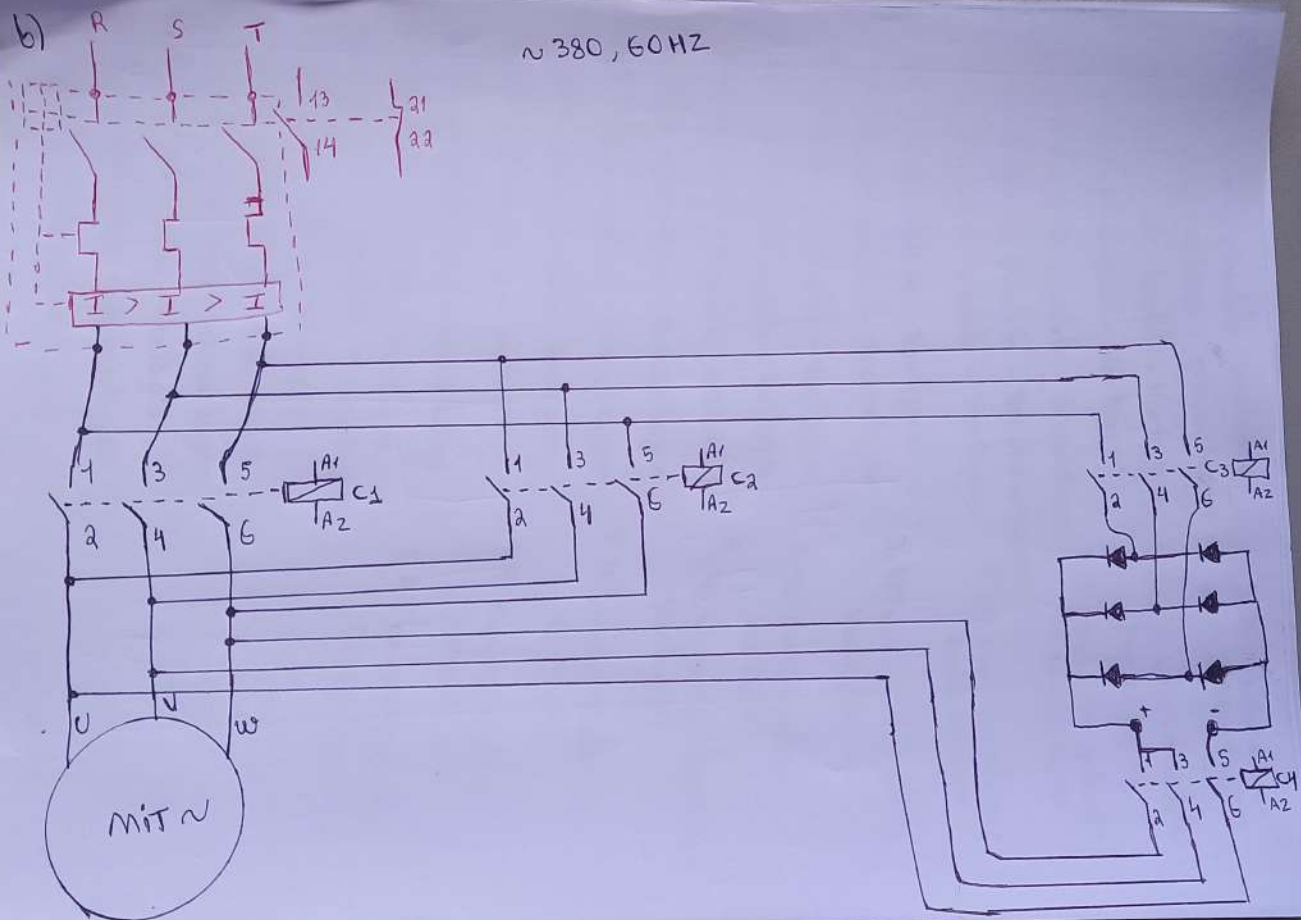 b)
R S T
~ 380, 60HZ
13
14
21
22
I > I > I
1 3 5
A1
C1
A2
2 4 6
1 3 5
A1
C2
A2
2 4 6
1 3 5
A1
C3
A2
2 4 6
U V W
MiT ~
+ -
1 3 5
A1
C4
A2
2 4 6